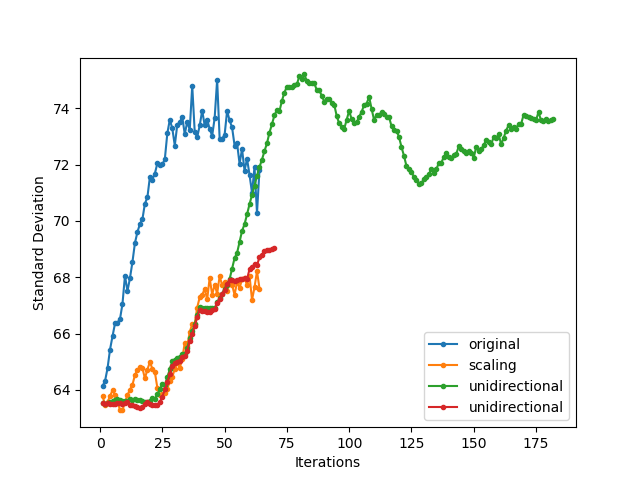 74
72
70
68
66
64
Standard Deviation
0 25 50 75 100 125 150 175
Iterations
original
scaling
unidirectional
unidirectional